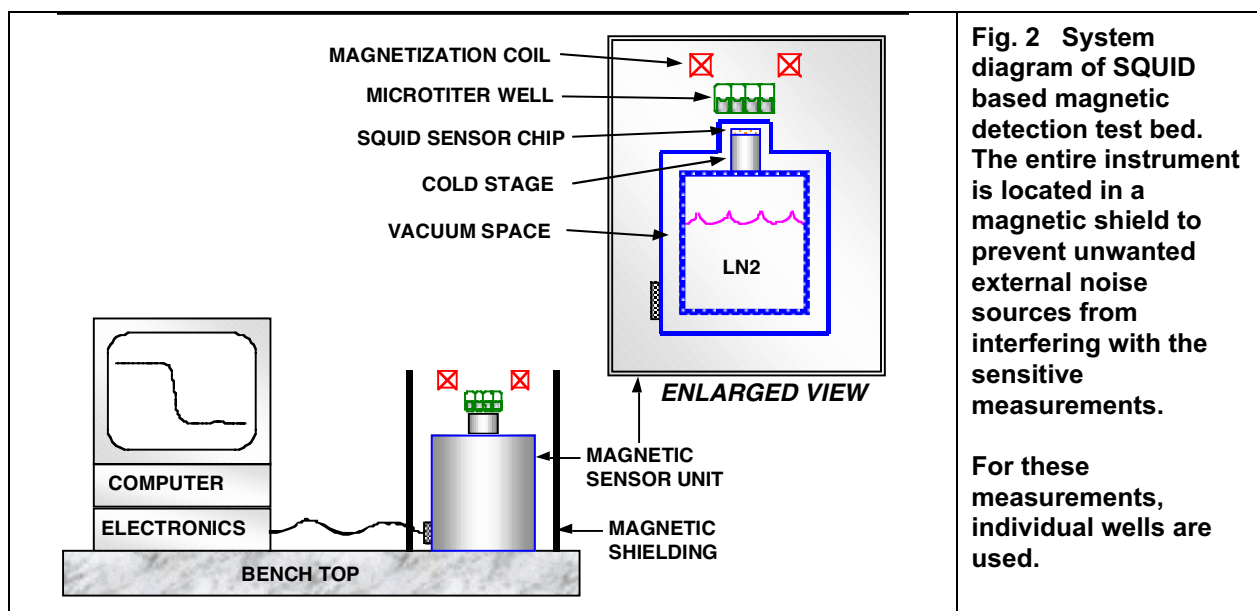 MAGNETIZATION COIL
MICROTITER WELL
SQUID SENSOR CHIP
COLD STAGE
VACUUM SPACE
LN2
ENLARGED VIEW
MAGNETIC
SENSOR UNIT
MAGNETIC
SHIELDING
COMPUTER
ELECTRONICS
BENCH TOP
Fig. 2 System
diagram of SQUID
based magnetic
detection test bed.
The entire instrument
is located in a
magnetic shield to
prevent unwanted
external noise
sources from
interfering with the
sensitive
measurements.
For these
measurements,
individual wells are
used.